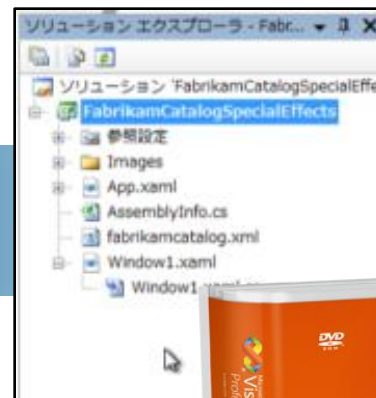 ソリューション エクスプローラ - Fabr...
ソリューション 'FabrikamCatalogSpecialEffe
FabrikamCatalogSpecialEffects
参照設定
Images
App.xaml
AssemblyInfo.cs
fabrikamcatalog.xml
Window1.xaml
Window1
DVD
Vis